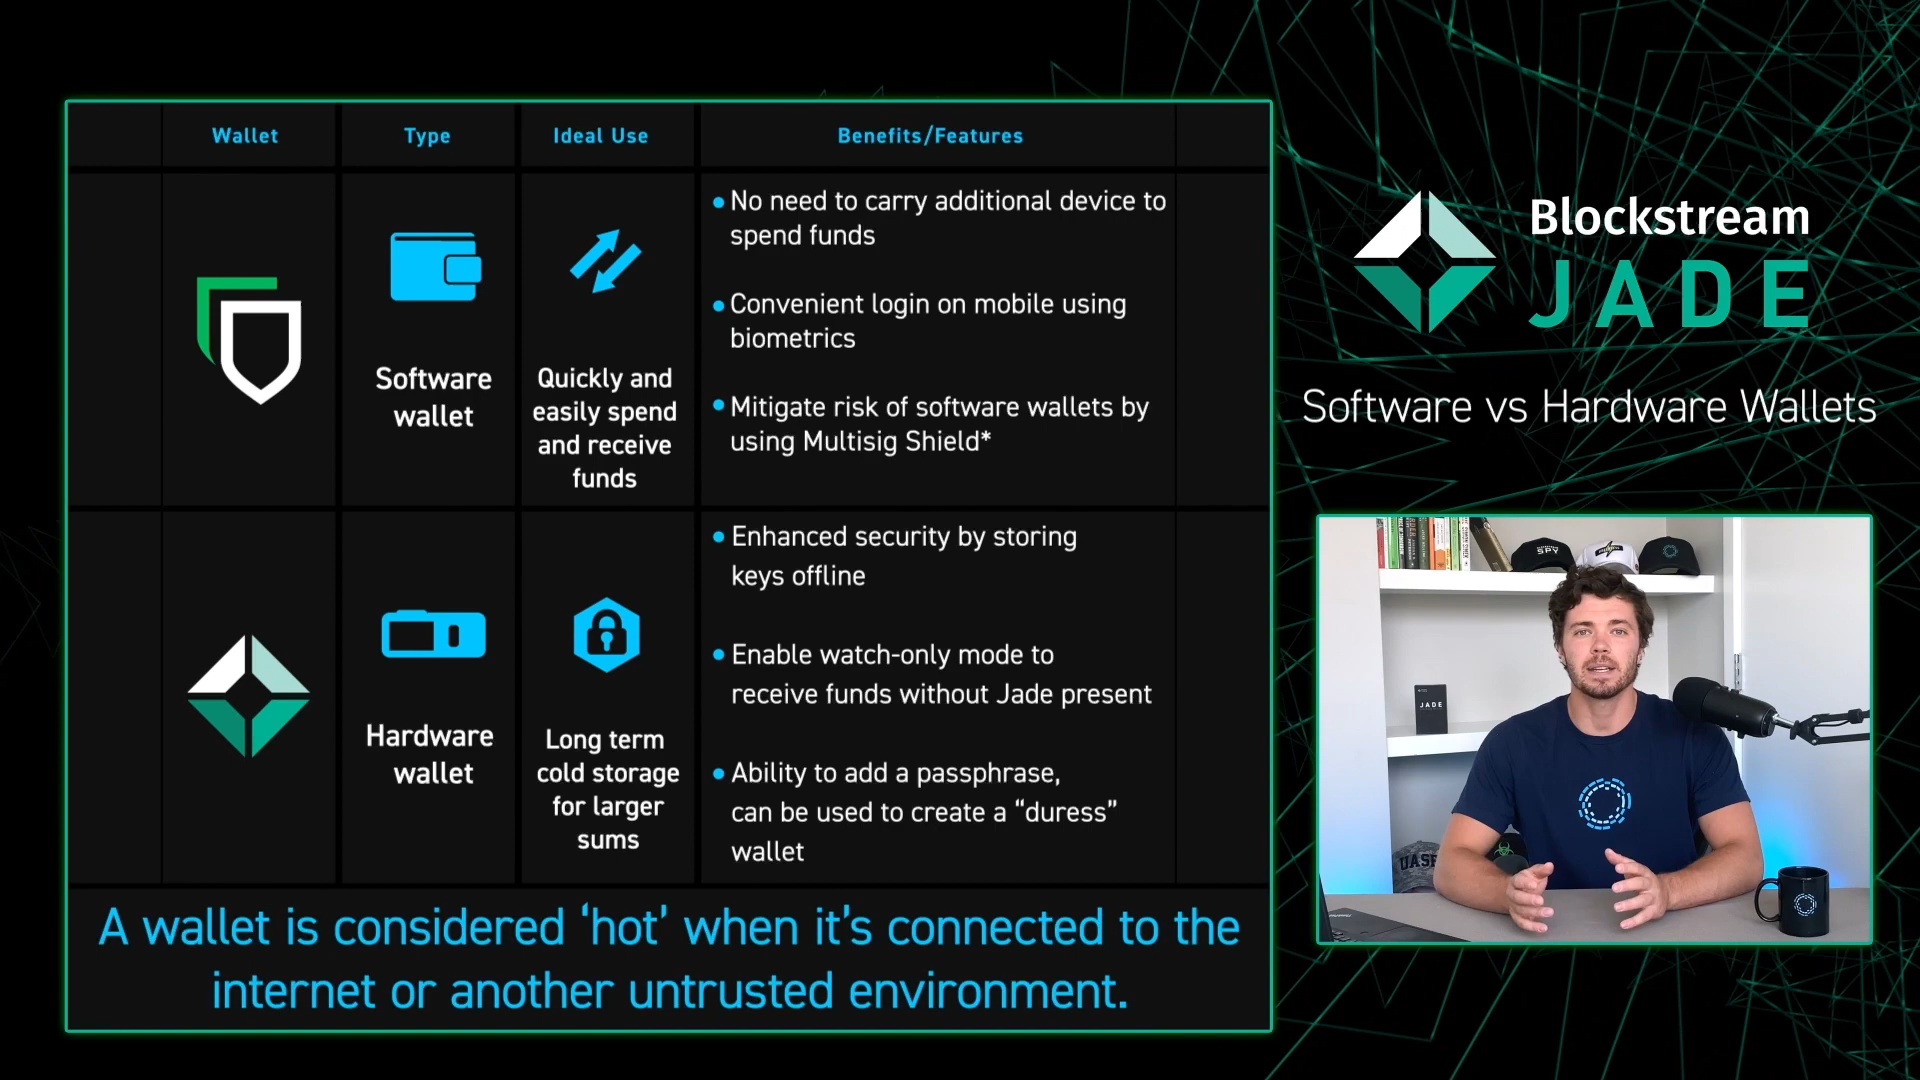 Wallet
Type
Ideal Use
Benefits/Features
Software
wallet
Quickly and
easily spend
and receive
funds
No need to carry additional device to
spend funds
Convenient login on mobile using
biometrics
Mitigate risk of software wallets by
using Multisig Shield*
Hardware
wallet
Long term
cold storage
for larger
sums
Enhanced security by storing
keys offline
Enable watch-only mode to
receive funds without Jade present
Ability to add a passphrase,
can be used to create a “duress”
wallet
A wallet is considered ‘hot’ when it’s connected to the
internet or another untrusted environment.
Blockstream
JADE
Software vs Hardware Wallets
SPY
JADE